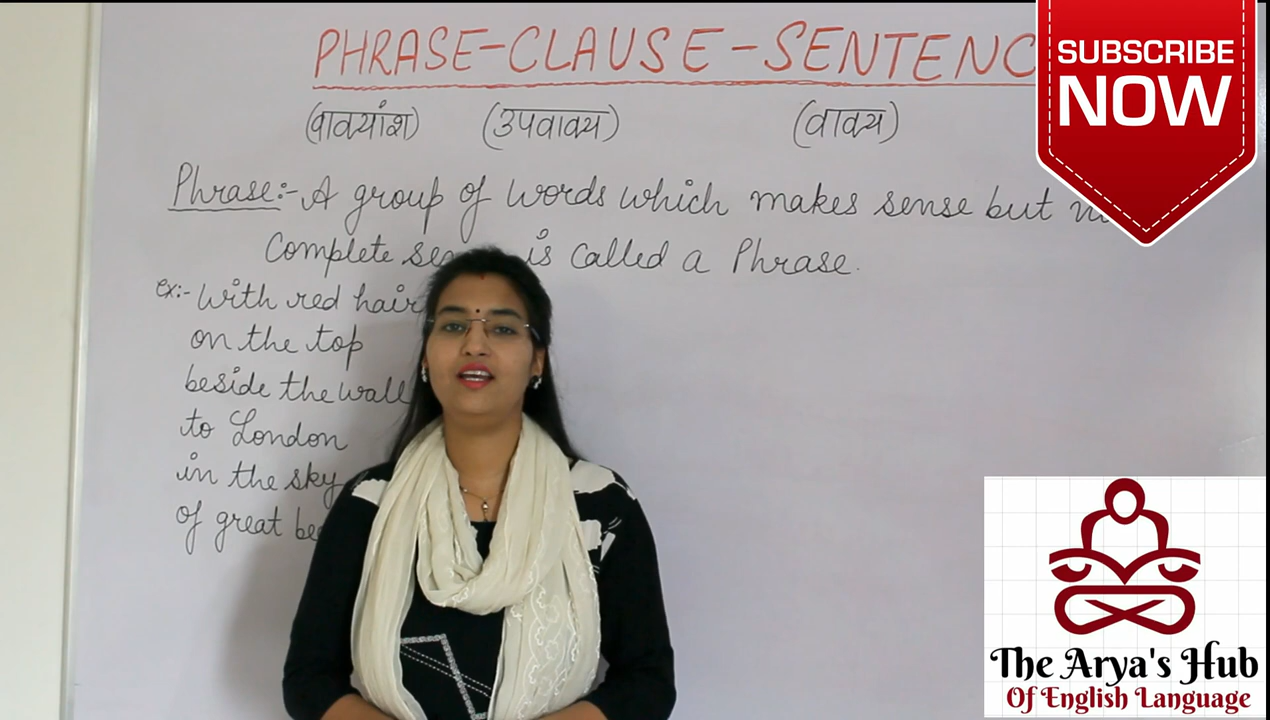 PHRASE-CLAUSE-SENTENC
(वाक्यांश) (उपवाक्य) (वाक्य)
Phrase:- A group of words which makes sense but
Complete is called a Phrase.
ex:- with red hair
on the top
beside the wall
to London
in the sky
of great
SUBSCRIBE
NOW
The Arya's Hub
Of English Language